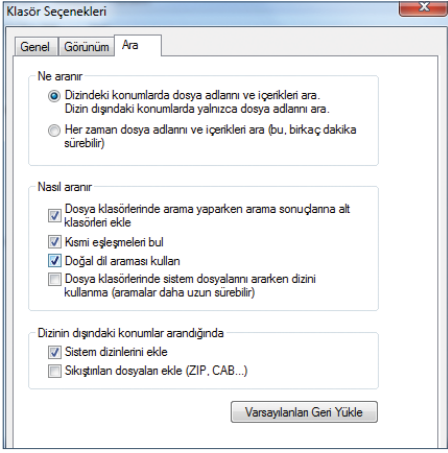 Klasör Seçenekleri
Genel Görünüm Ara
Ne aranır
Dizindeki konumlarda dosya adlarını ve içerikleri ara.
Dizin dışındaki konumlarda yalnızca dosya adlarını ara.
Her zaman dosya adlarını ve içerikleri ara (bu, birkaç dakika
sürebilir)
Nasıl aranır
Dosya klasörlerinde arama yaparken arama sonuçlarına alt
klasörleri ekle
Kısmi eşleşmeleri bul
Doğal dil araması kullan
Dosya klasörlerinde sistem dosyalarını ararken dizini
kullanma (aramalar daha uzun sürebilir)
Dizinin dışındaki konumlar arandığında
Sistem dizinlerini ekle
Sıkıştırılan dosyaları ekle (ZIP, CAB...)
Varsayılanları Geri Yükle